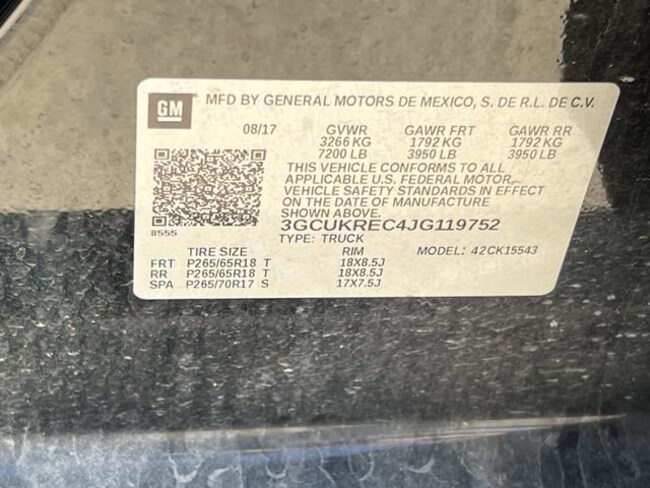 GM MFD BY GENERAL MOTORS DE MEXICO, S. DE R.L. DE C.V.
08/17 GVWR GAWR FRT GAWR RR
3266 KG 1792 KG 1792 KG
7200 LB 3950 LB 3950 LB
THIS VEHICLE CONFORMS TO ALL
APPLICABLE U.S. FEDERAL MOTOR
VEHICLE SAFETY STANDARDS IN EFFECT
ON THE DATE OF MANUFACTURE
SHOWN ABOVE.
8555
3GCUKREC4JG119752
TYPE: TRUCK MODEL: 42CK15543
TIRE SIZE RIM
FRT P265/65R18 T 18X8.5J
RR P265/65R18 T 18X8.5J
SPA P265/70R17 S 17X7.5J